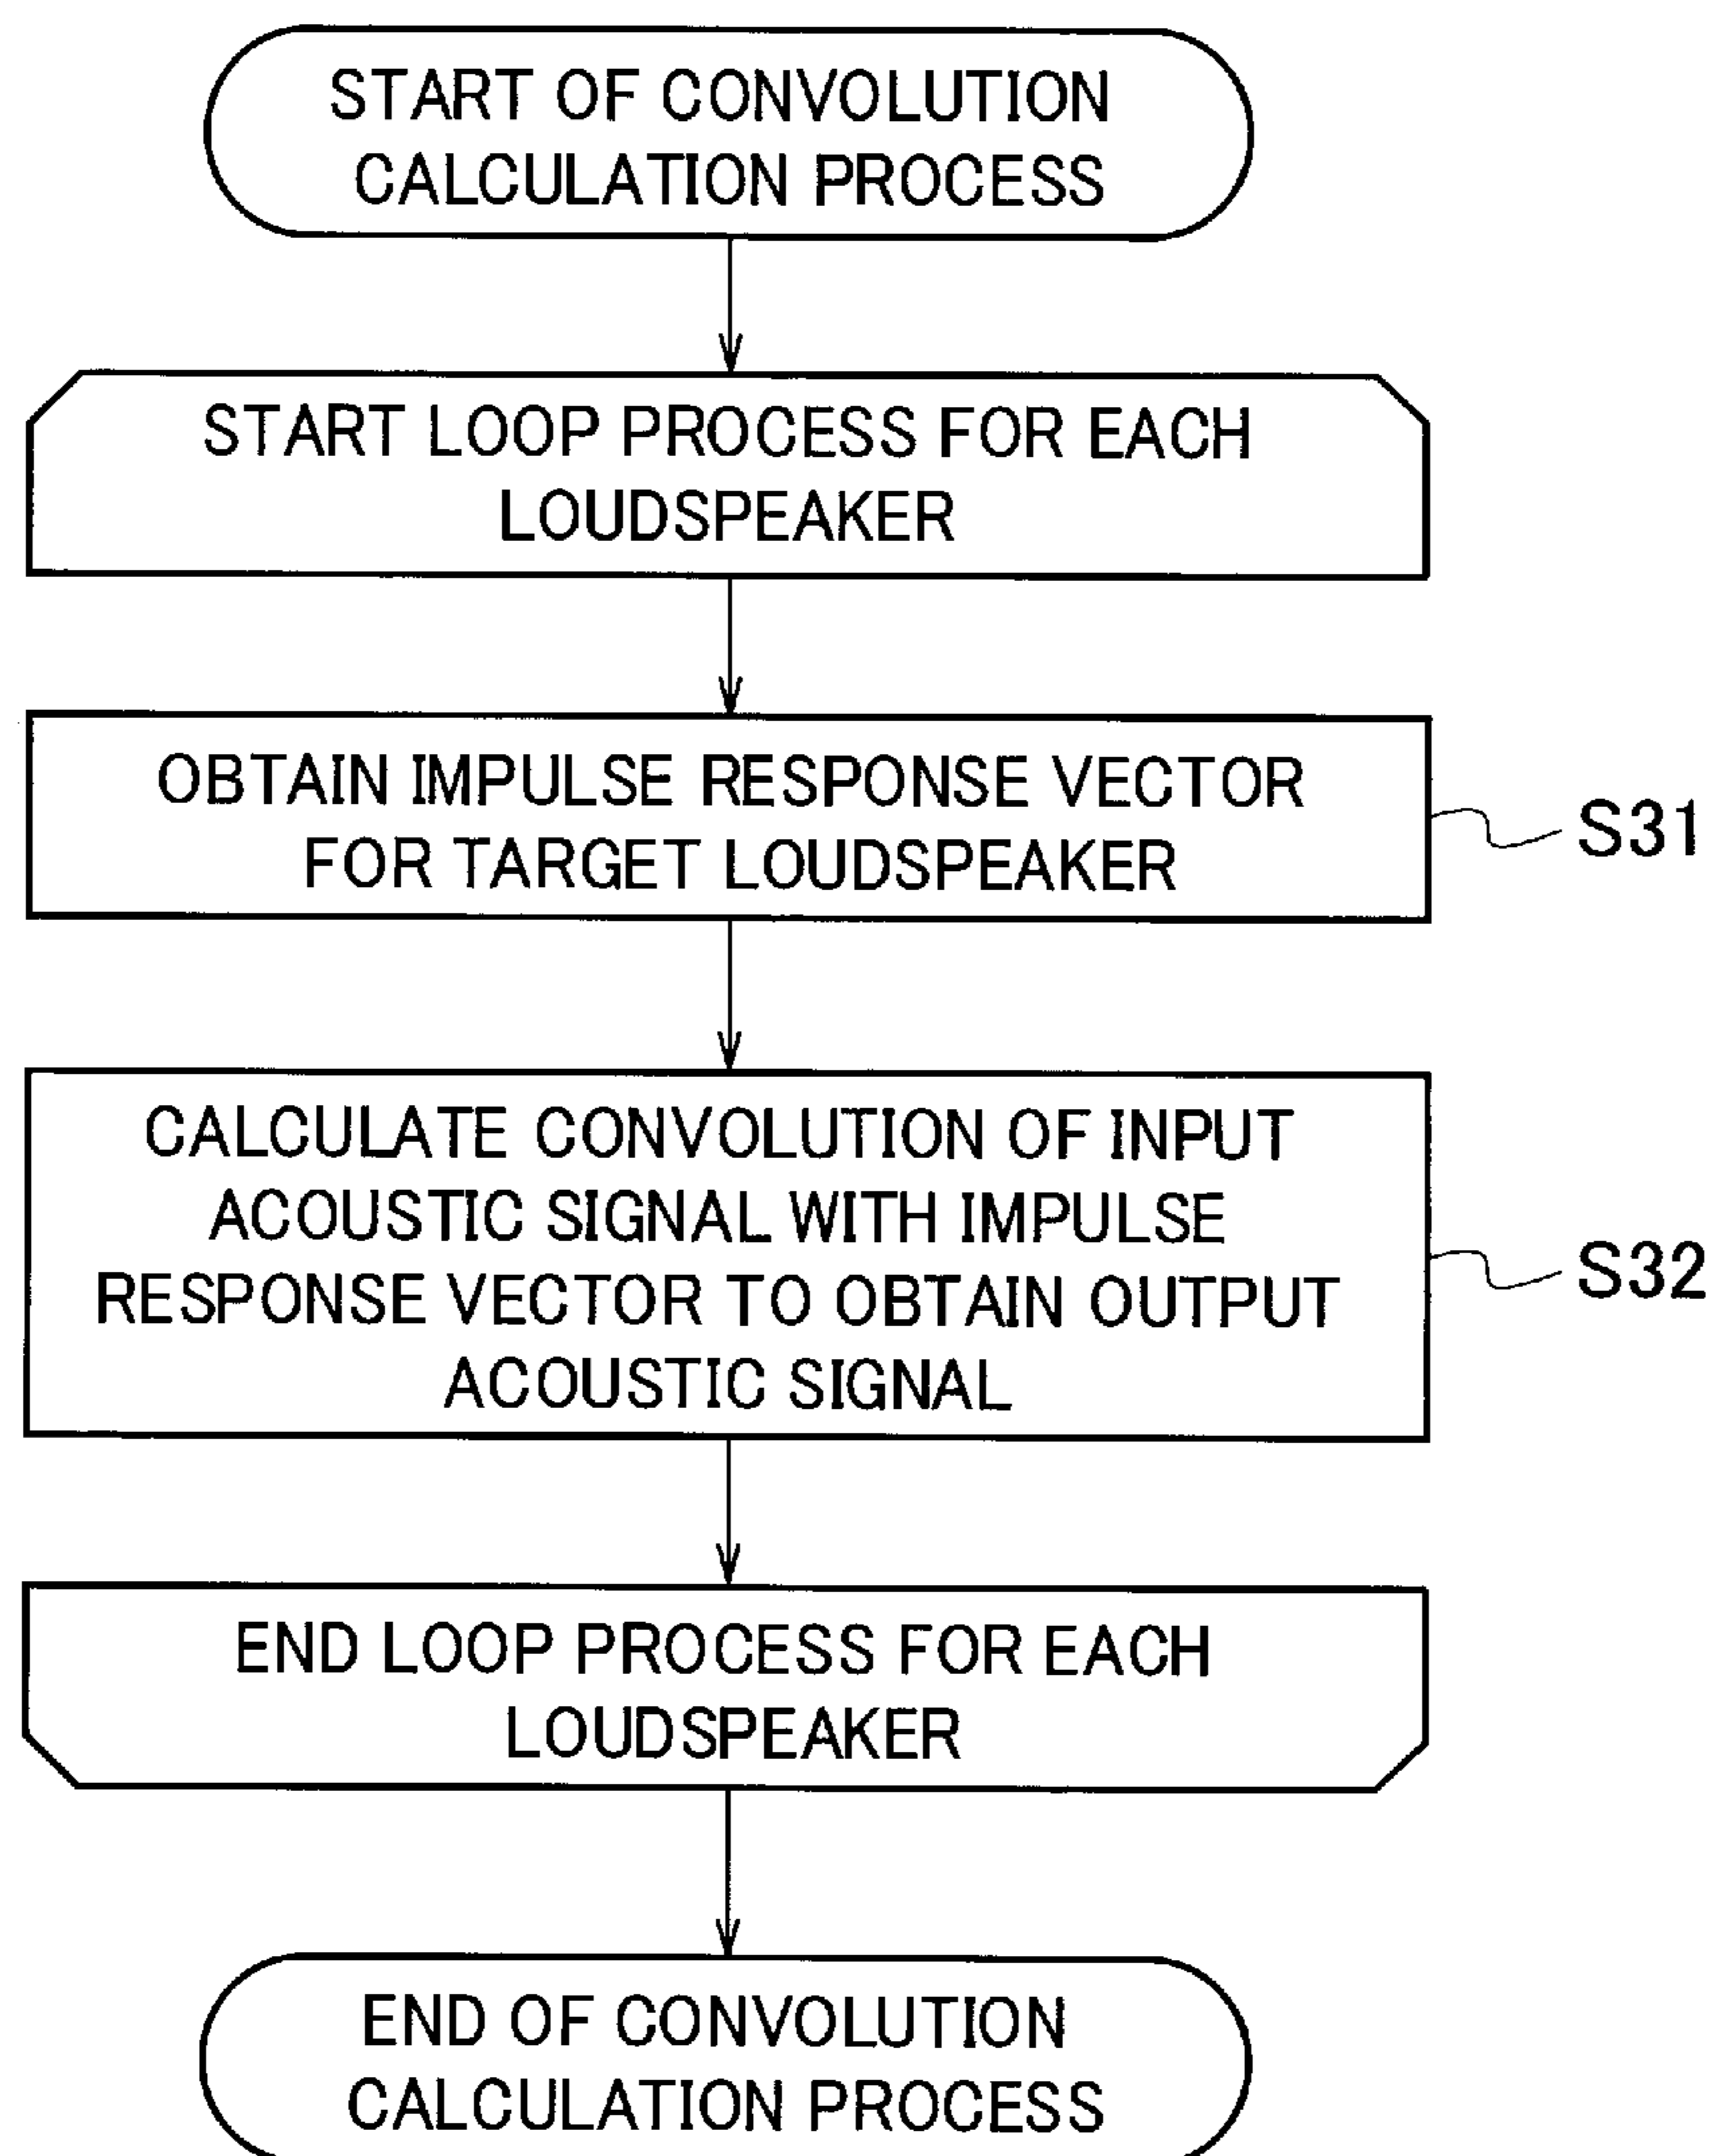 START OF CONVOLUTION
CALCULATION PROCESS
START LOOP PROCESS FOR EACH
LOUDSPEAKER
OBTAIN IMPULSE RESPONSE VECTOR
FOR TARGET LOUDSPEAKER
S31
CALCULATE CONVOLUTION OF INPUT
ACOUSTIC SIGNAL WITH IMPULSE
RESPONSE VECTOR TO OBTAIN OUTPUT
ACOUSTIC SIGNAL
S32
END LOOP PROCESS FOR EACH
LOUDSPEAKER
END OF CONVOLUTION
CALCULATION PROCESS